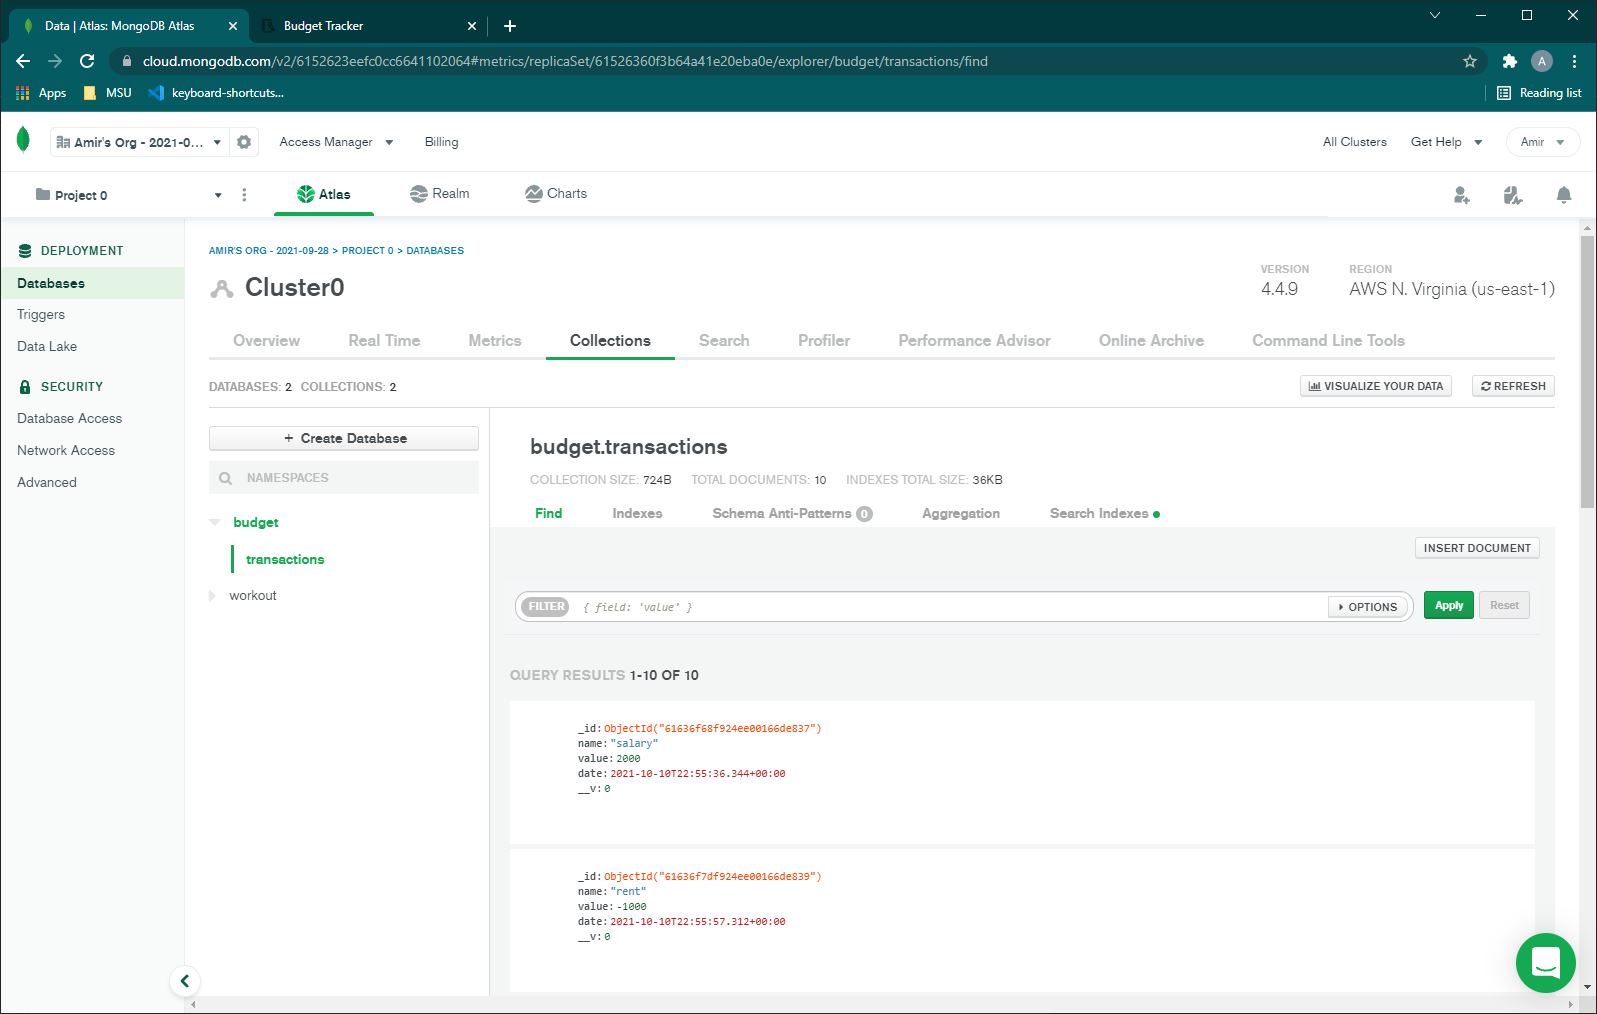 Data | Atlas: MongoDB Atlas
Budget Tracker
cloud.mongodb.com/v2/6152623eefc0cc6641102064#metrics/replicaSet/61526360f3b64a41e20eba0e/explorer/budget/transactions/find
A
Apps
MSU
keyboard-shortcuts...
Reading list
Amir's Org - 2021-0...
Access Manager
Billing
All Clusters
Get Help
Amir
Project 0
Atlas
Realm
Charts
DEPLOYMENT
Databases
Triggers
Data Lake
SECURITY
Database Access
Network Access
Advanced
AMIR'S ORG - 2021-09-28 > PROJECT 0 > DATABASES
Cluster0
VERSION
4.4.9
REGION
AWS N. Virginia (us-east-1)
Overview
Real Time
Metrics
Collections
Search
Profiler
Performance Advisor
Online Archive
Command Line Tools
DATABASES: 2 COLLECTIONS: 2
VISUALIZE YOUR DATA
REFRESH
+ Create Database
NAMESPACES
budget
transactions
workout
budget.transactions
COLLECTION SIZE: 724B TOTAL DOCUMENTS: 10 INDEXES TOTAL SIZE: 36KB
Find
Indexes
Schema Anti-Patterns 0
Aggregation
Search Indexes
INSERT DOCUMENT
FILTER { field: 'value' }
OPTIONS
Apply
Reset
QUERY RESULTS 1-10 OF 10
_id: ObjectId("61636f68f924ee00166de837")
name: "salary"
value: 2000
date: 2021-10-10T22:55:36.344+00:00
__v: 0
_id: ObjectId("61636f7df924ee00166de839")
name: "rent"
value: -1000
date: 2021-10-10T22:55:57.312+00:00
__v: 0